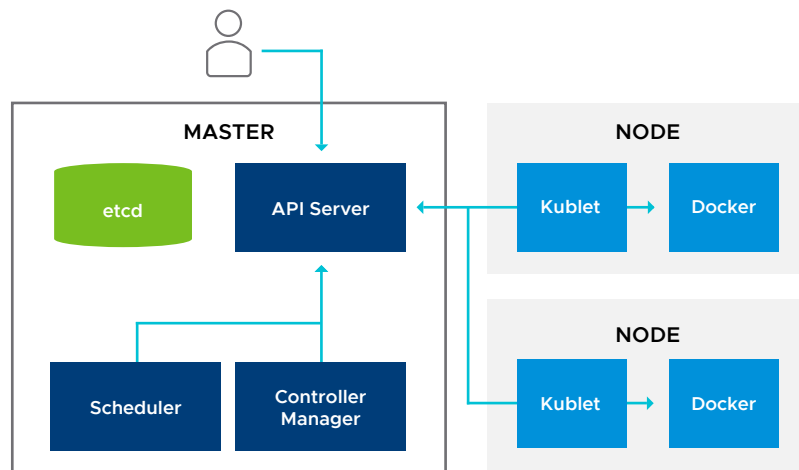 MASTER
etcd
API Server
Scheduler
Controller
Manager
NODE
Kublet
Docker
NODE
Kublet
Docker